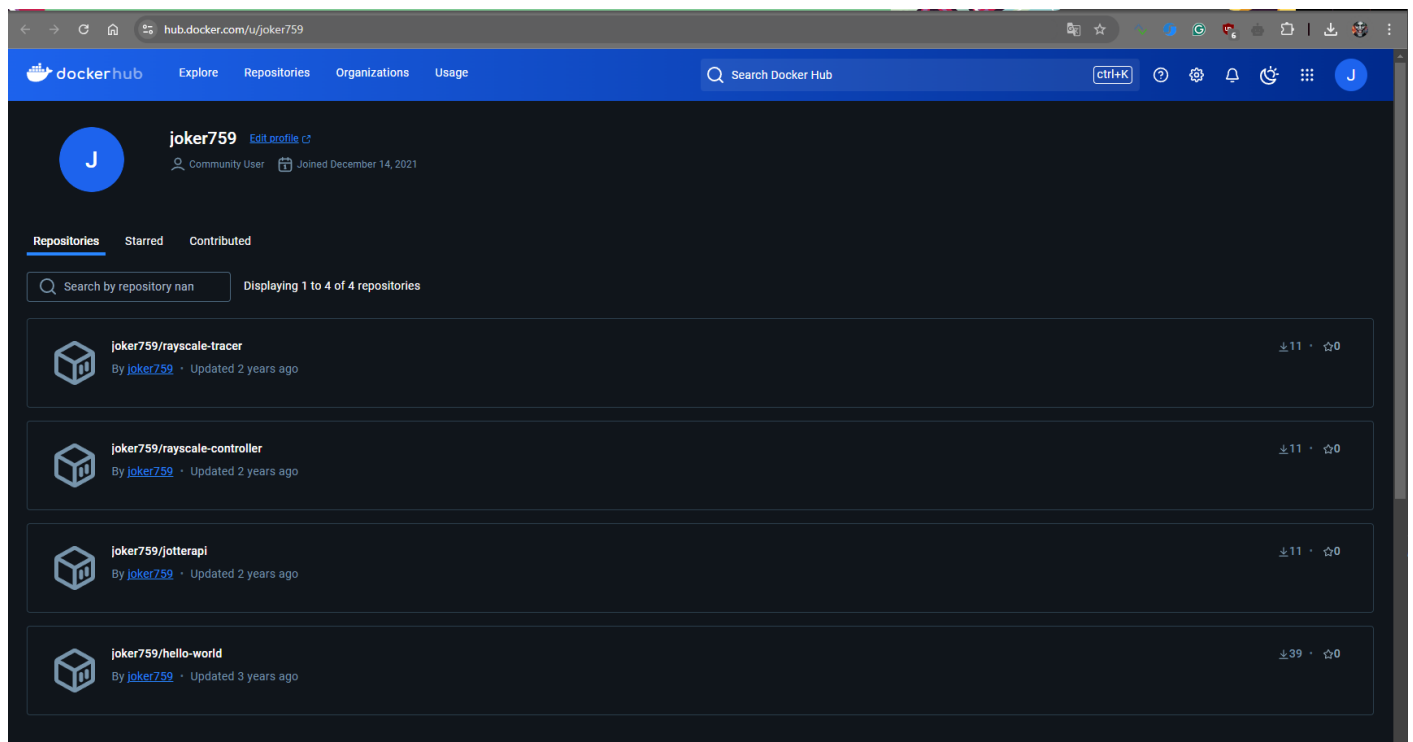 hub.docker.com/u/joker759
dockerhub Explore Repositories Organizations Usage Search Docker Hub ctrl+K J
J
joker759 Edit profile
Community User Joined December 14, 2021
Repositories Starred Contributed
Search by repository nan Displaying 1 to 4 of 4 repositories
joker759/rayscale-tracer 11 · 0
By joker759 · Updated 2 years ago
joker759/rayscale-controller 11 · 0
By joker759 · Updated 2 years ago
joker759/jotterapi 11 · 0
By joker759 · Updated 2 years ago
joker759/hello-world 39 · 0
By joker759 · Updated 3 years ago